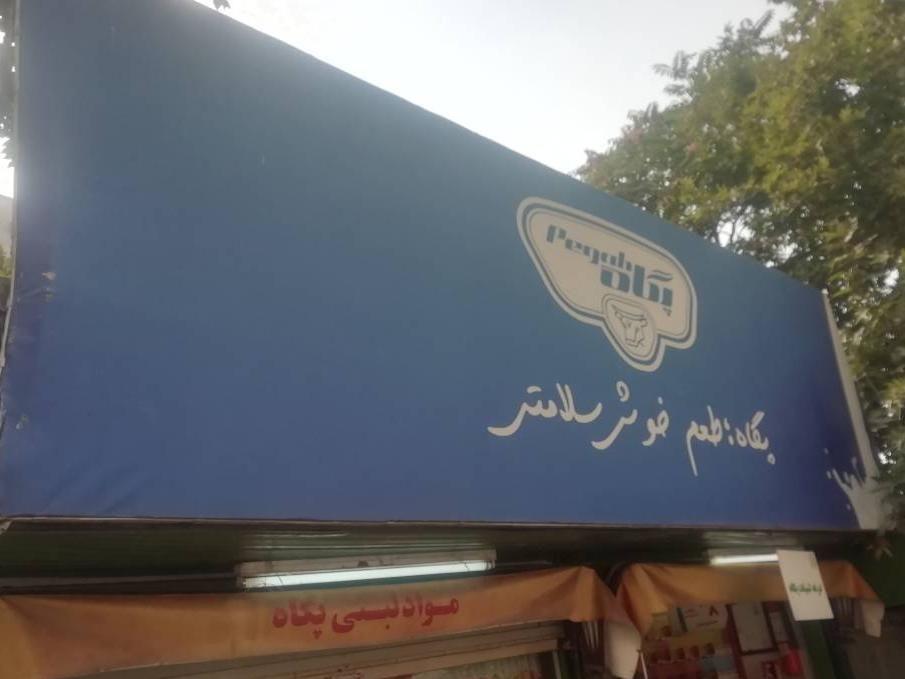 Pegah
پگاه
پگاه: طعم خوش سلامتی
مواد لبنی پگاه